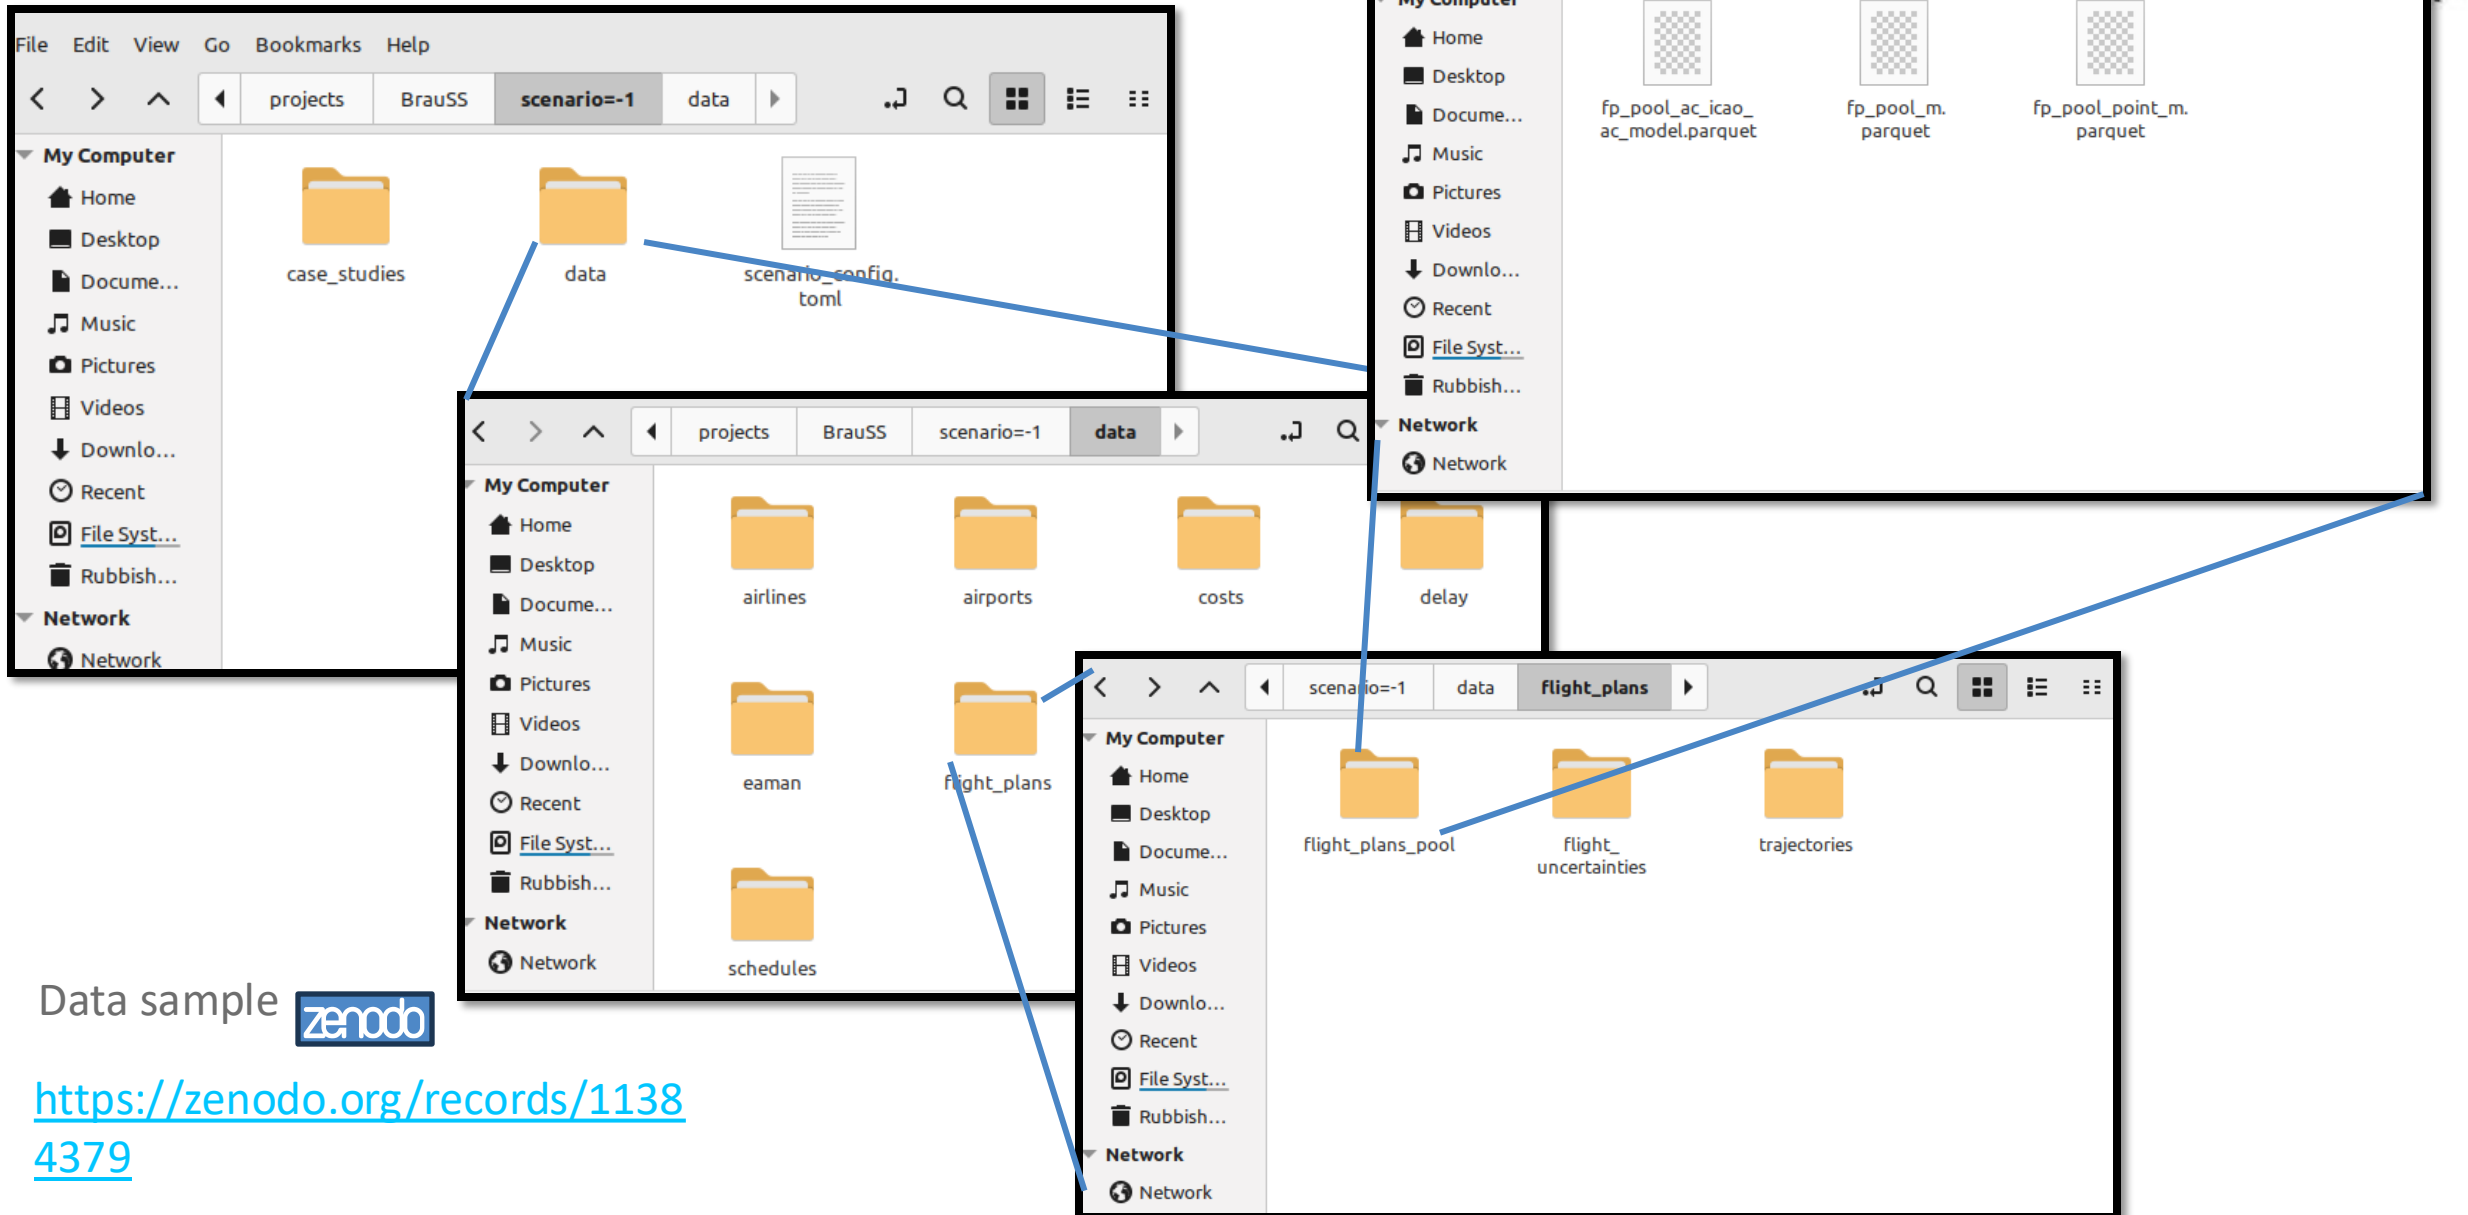 File Edit View Go Bookmarks Help
projects BrauSS scenario=-1 data
My Computer
Home
Desktop
Docume...
Music
Pictures
Videos
Downlo...
Recent
File Syst...
Rubbish...
Network
Network
case_studies
data
scenario_config.
toml
My Computer
Home
Desktop
Docume...
Music
Pictures
Videos
Downlo...
Recent
File Syst...
Rubbish...
Network
Network
fp_pool_ac_icao_
ac_model.parquet
fp_pool_m.
parquet
fp_pool_point_m.
parquet
projects BrauSS scenario=-1 data
My Computer
Home
Desktop
Docume...
Music
Pictures
Videos
Downlo...
Recent
File Syst...
Rubbish...
Network
Network
airlines
airports
costs
delay
eaman
flight_plans
schedules
scenario=-1 data flight_plans
My Computer
Home
Desktop
Docume...
Music
Pictures
Videos
Downlo...
Recent
File Syst...
Rubbish...
Network
Network
flight_plans_pool
flight_
uncertainties
trajectories
Data sample zenodo
https://zenodo.org/records/1138
4379